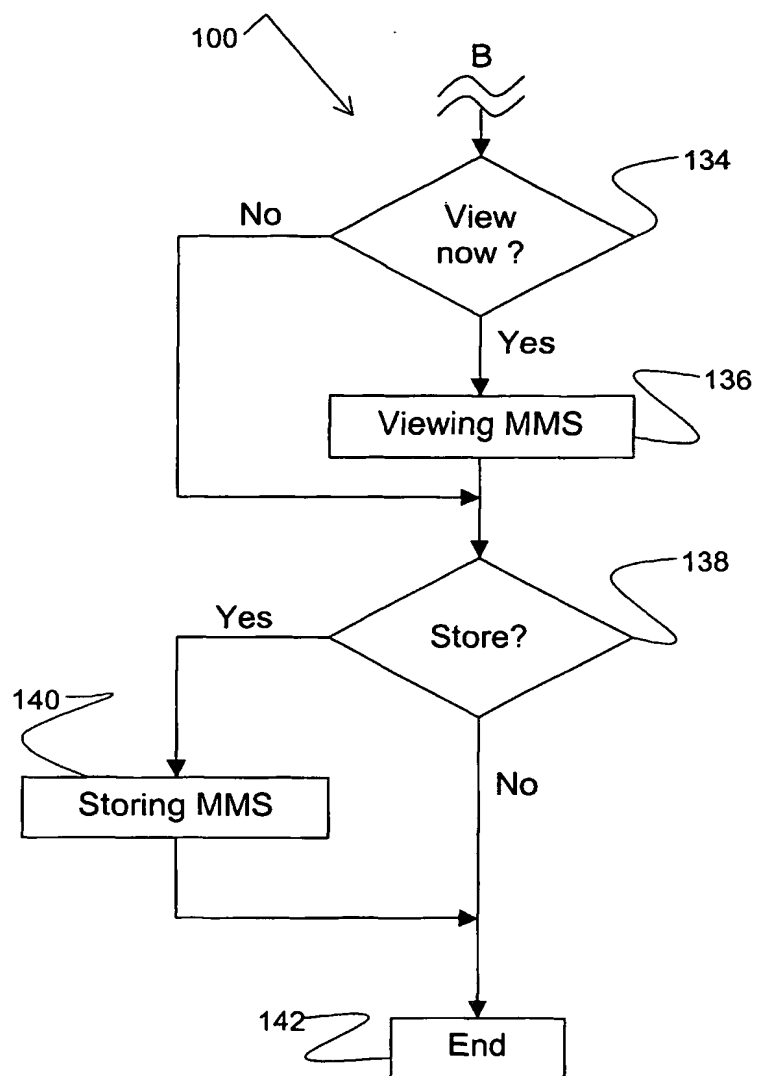 100
B
134
No
View
now ?
Yes
136
Viewing MMS
138
Yes
Store?
140
No
Storing MMS
142
End